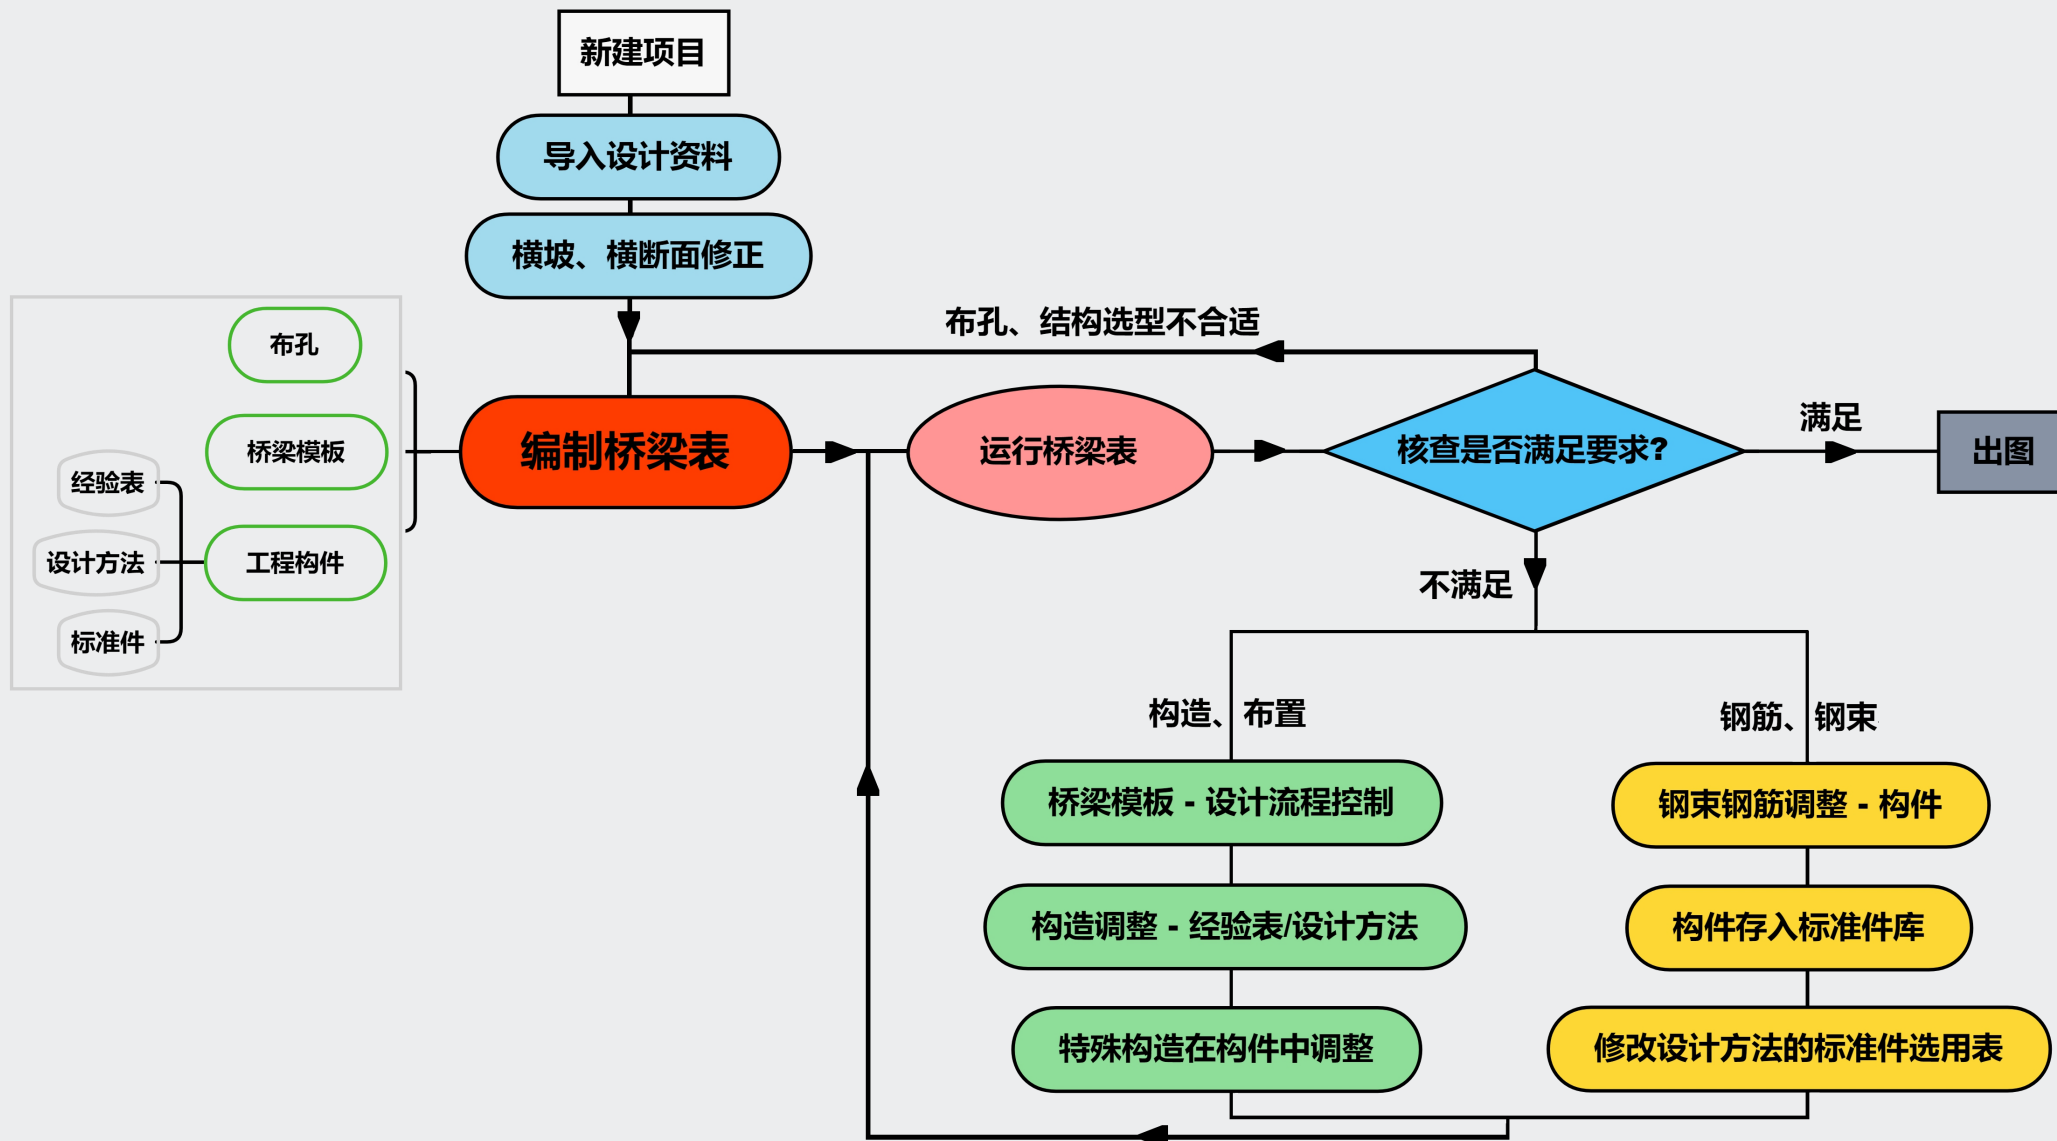 新建项目
导入设计资料
横坡、横断面修正
布孔、结构选型不合适
布孔
桥梁模板
工程构件
经验表
设计方法
标准件
编制桥梁表
运行桥梁表
核查是否满足要求?
满足
出图
不满足
构造、布置
桥梁模板 - 设计流程控制
构造调整 - 经验表/设计方法
特殊构造在构件中调整
钢筋、钢束
钢束钢筋调整 - 构件
构件存入标准件库
修改设计方法的标准件选用表